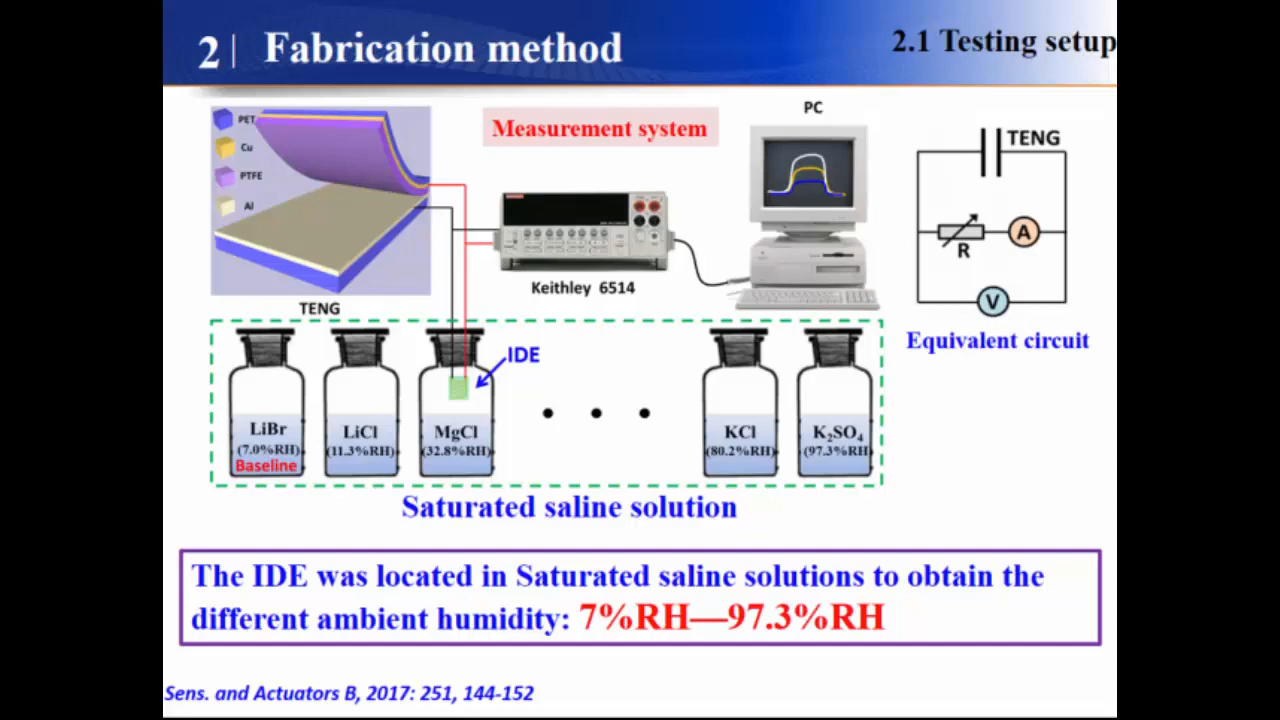 2
Fabrication method
2.1 Testing setup
PET
Cu
PTFE
Al
TENG
Measurement system
Keithley 6514
PC
TENG
R
A
V
Equivalent circuit
IDE
LiBr
(7.0%RH)
Baseline
LiCl
(11.3%RH)
MgCl
(32.8%RH)
KCl
(80.2%RH)
K₂SO₄
(97.3%RH)
Saturated saline solution
The IDE was located in Saturated saline solutions to obtain the
different ambient humidity: 7%RH—97.3%RH
Sens. and Actuators B, 2017: 251, 144-152